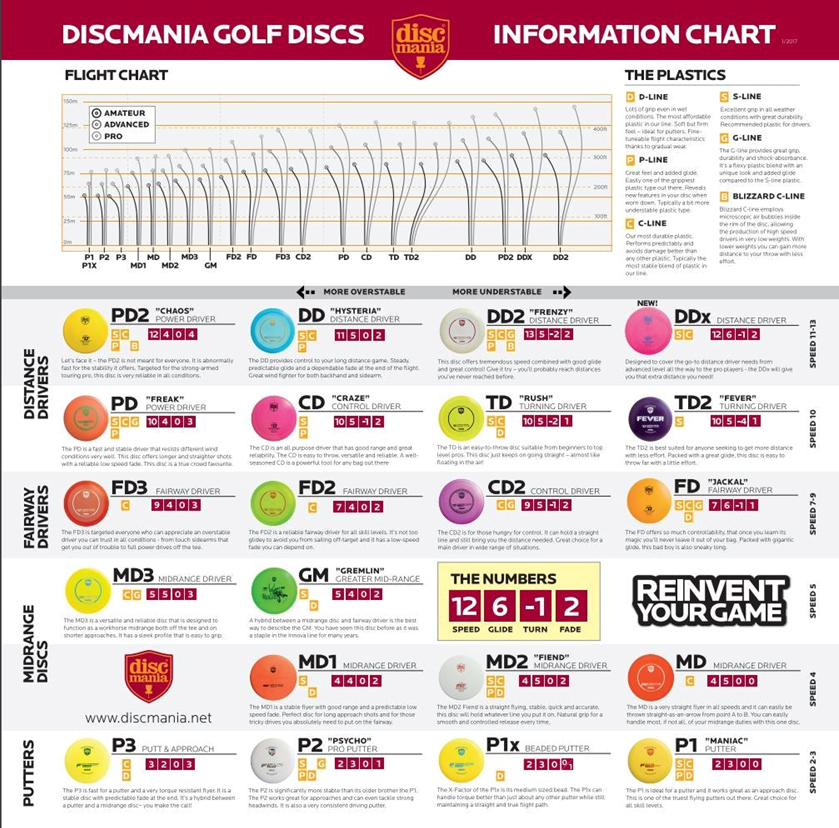 DISCMANIA GOLF DISCS
disc
mania
INFORMATION CHART
1/2017
FLIGHT CHART
150m
125m
100m
75m
50m
25m
0m
AMATEUR
ADVANCED
PRO
400ft
300ft
200ft
100ft
P1 P2 P3 MD MD3 FD2 FD FD3 CD2 PD CD TD TD2 DD PD2 DDX DD2
P1X MD1 MD2 GM
THE PLASTICS
D D-LINE
Lots of grip even in wet
conditions. The most affordable
plastic in our line. Soft but firm
feel – ideal for putters. Fine-
tuneable flight characteristics
thanks to gradual wear.
P P-LINE
Great feel and added glide.
Easily one of the grippiest
plastic type out there. Reveals
new features in your disc when
worn down. Typically a bit more
understable plastic type.
C C-LINE
Our most durable plastic.
Performs predictably and
avoids damage better than
any other plastic. Typically the
most stable blend of plastic in
our line.
S S-LINE
Excellent grip in all weather
conditions with great durability.
Recommended plastic for drivers.
G G-LINE
The G-line provides great grip,
durability and shock-absorbance.
It's a flexy plastic blend with an
unique look and added glide
compared to the S-line plastic.
B BLIZZARD C-LINE
Blizzard C-line employs
microscopic air bubbles inside
the rim of the disc, allowing
the production of high speed
drivers in very low weights. With
lower weights you can gain more
distance to your throw with less
effort.
MORE OVERSTABLE
MORE UNDERSTABLE
DISTANCE
DRIVERS
PD2 "CHAOS"
POWER DRIVER
S C
P B
12 4 0 4
Let's face it – the PD2 is not meant for everyone. It is abnormally
fast for the stability it offers. Targeted for the strong-armed
touring pro, this disc is very reliable in all conditions.
DD "HYSTERIA"
DISTANCE DRIVER
S C
P
11 5 0 2
The DD provides control to your long distance game. Steady,
predictable glide and a dependable fade at the end of the flight.
Great wind fighter for both backhand and sidearm.
DD2 "FRENZY"
DISTANCE DRIVER
S C G
P B
13 5 -2 2
This disc offers tremendous speed combined with good glide
and great control! Give it try – you'll probably reach distances
you've never reached before.
NEW!
DDx DISTANCE DRIVER
S
12 6 -1 2
Designed to cover the go-to distance driver need from
advanced level all the way to the pro-players - the DDx will give
you that extra distance you need!
SPEED 11-13
PD "FREAK"
POWER DRIVER
S C G
P
10 4 0 3
The PD is a fast and stable driver that resists different wind
conditions very well. This disc offers longer and straighter shots
with a reliable low speed fade. This disc is a true crowd favourite.
CD "CRAZE"
CONTROL DRIVER
S
P
10 5 -1 2
The CD is an all purpose driver that has good range and great
reliability. The CD is easy to throw, versatile and reliable. A well-
seasoned CD is a powerful tool for any bag out there
TD "RUSH"
TURNING DRIVER
S C
D
10 5 -2 1
The TD is an easy-to-throw disc suitable from beginners to top
level pros. This disc just keeps on going straight – almost like
floating in the air!
FEVER
TD2 "FEVER"
TURNING DRIVER
S
10 5 -4 1
The TD2 is best suited for anyone seeking to get more distance
with less effort. Packed with great glide, this disc is easy to
throw far with a little effort.
SPEED 10
FAIRWAY
DRIVERS
FD3 FAIRWAY DRIVER
C
9 4 0 3
The FD3 is targeted everyone who can appreciate an overstable
driver you can trust in all conditions - from touch sidearms that
get you out of trouble to full power drives off the tee.
FD2 FAIRWAY DRIVER
C
7 4 0 2
The FD2 is a reliable fairway driver for all skill levels. It's not too
glidey to avoid you from sailing off-target and it has a low-speed
fade you can depend on.
CD2 CONTROL DRIVER
C G
9 5 -1 2
The CD2 is for those hungry for control. It can hold a straight
line and still bring you the distance needed. Great choice for a
main driver in wide range of situations.
FD "JACKAL"
FAIRWAY DRIVER
S C G
D
7 6 -1 1
The FD offers so much controllability, that once you learn its
magic you'll never leave it out of your bag. Packed with gigantic
glide, this bad boy is also sneaky long.
SPEED 7-9
MIDRANGE
DISCS
MD3 MIDRANGE DRIVER
C G
5 5 0 3
The MD3 is a versatile and reliable disc that is designed to
function as a workhorse midrange both off the tee and on
shorter approaches. It has a sleek profile that is easy to grip.
GM "GREMLIN"
GREATER MID-RANGE
S
D
5 4 0 2
A hybrid between a midrange disc and fairway driver is the best
way to describe the GM. You have seen this disc before as it was
a staple in the Innova line for many years.
THE NUMBERS
12 6 -1 2
SPEED GLIDE TURN FADE
REINVENT
YOUR GAME
SPEED 5
disc
mania
www.discmania.net
MD1 MIDRANGE DRIVER
S
D
4 4 0 2
The MD1 is a stable flyer with good range and a predictable low
speed fade. Perfect disc for long approach shots and for those
tricky drives you absolutely need to put on the fairway.
MD2 "FIEND"
MIDRANGE DRIVER
S C
P D
4 5 0 2
The MD2 Fiend is a straight flying, stable, quick and accurate,
this disc will hold whatever line you put it on. Natural grip for a
smooth and controlled release every time.
MD MIDRANGE DRIVER
C
4 5 0 0
The MD is a very straight flyer in all speeds and it can easily be
thrown straight-as-an-arrow from point A to B. You can easily
handle most, if not all, of your midrange duties with this one disc.
SPEED 4
PUTTERS
P3 PUTT & APPROACH
C
D
3 2 0 3
The P3 is fast for a putter and a very torque resistant flyer. It is a
stable disc with predictable fade at the end. It's a hybrid between
a putter and a midrange disc– you make the call!
P2 "PSYCHO"
PRO PUTTER
S C G
P D
2 3 0 1
The P2 is significantly more stable than its older brother the P1.
The P2 works great for approaches and can even tackle strong
headwinds. It is also a very consistent driving putter.
P1x BEADED PUTTER
D
2 3 0 0,1
The X-Factor of the P1x is its medium sized bead. The P1x can
handle torque better than just about any other putter while still
maintaining a straight and true flight path.
P1 "MANIAC"
PUTTER
S C
P D
2 3 0 0
The P1 is ideal for a putter and it works great as an approach disc.
This is one of the truest flying putters out there. Great choice for
all skill levels.
SPEED 2-3